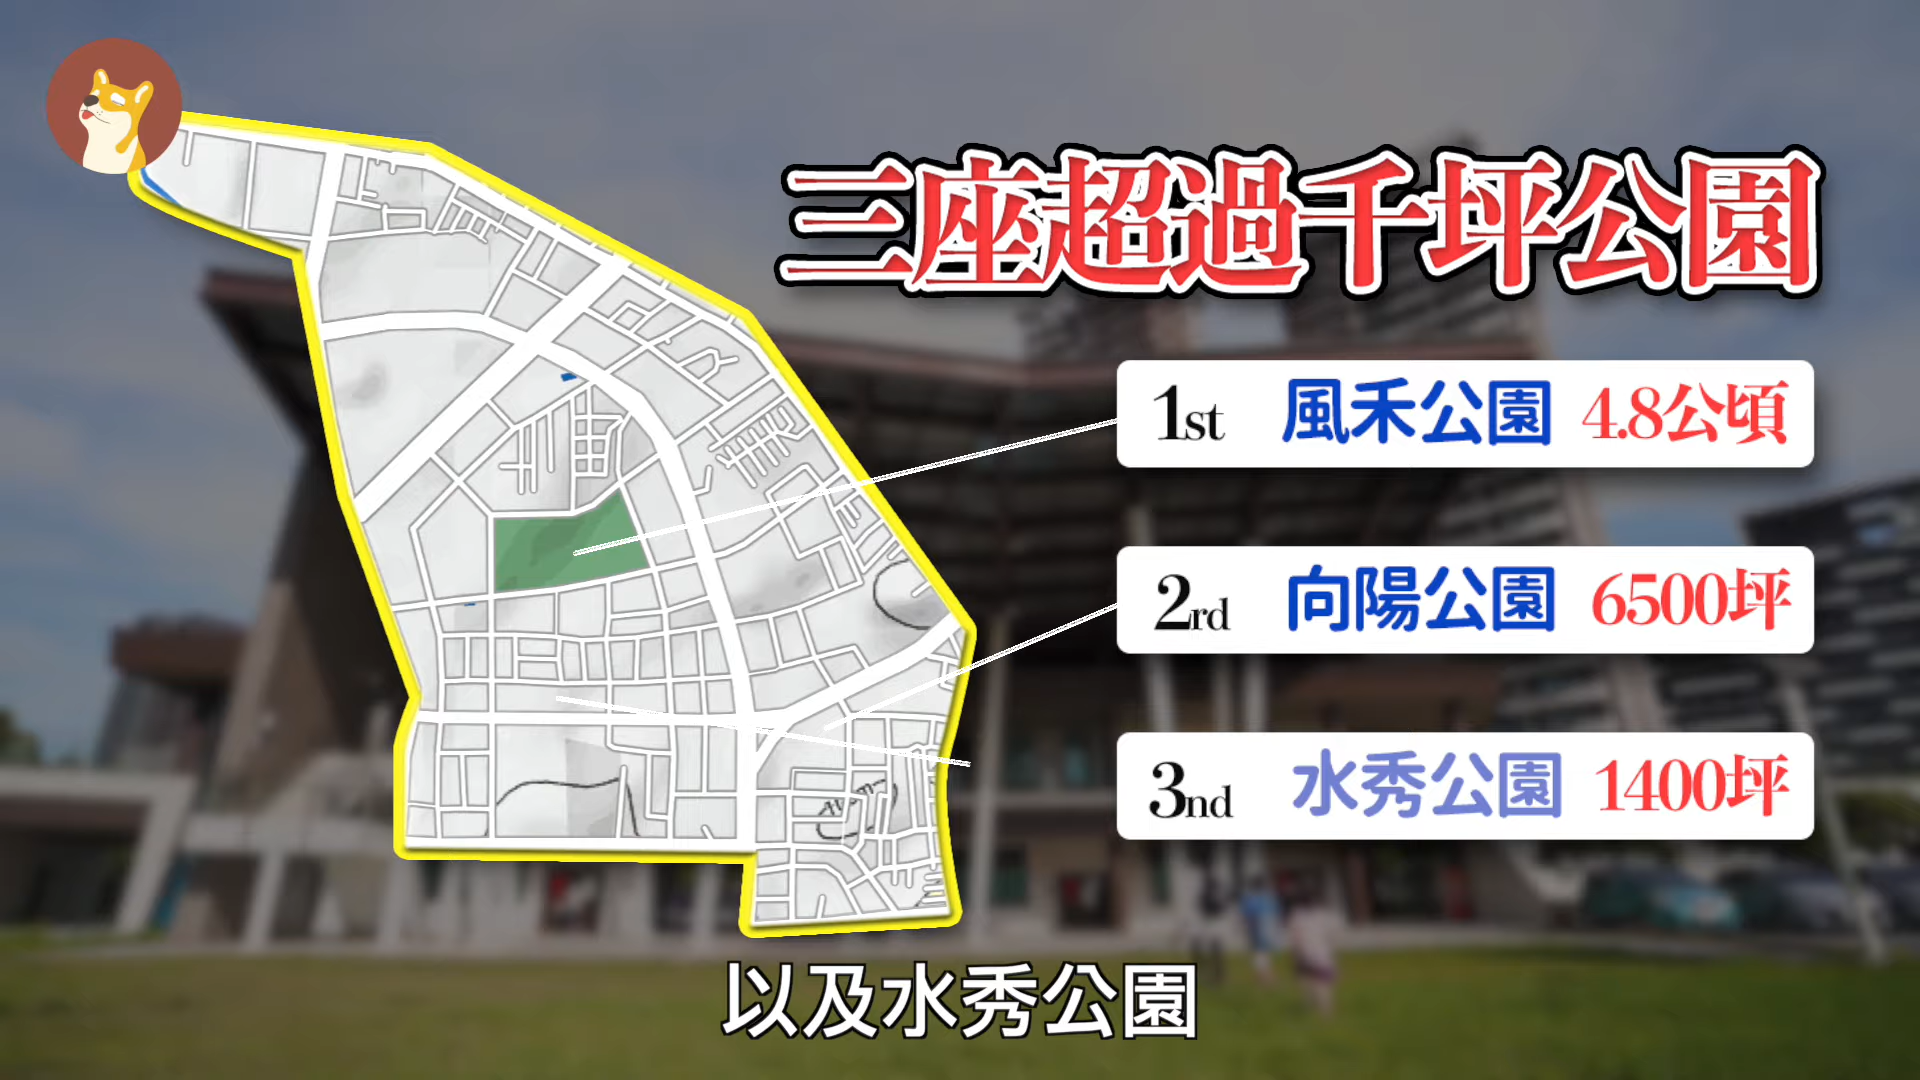 三座超過千坪公園
1st 風禾公園 4.8公頃
2rd 向陽公園 6500坪
3nd 水秀公園 1400坪
以及水秀公園